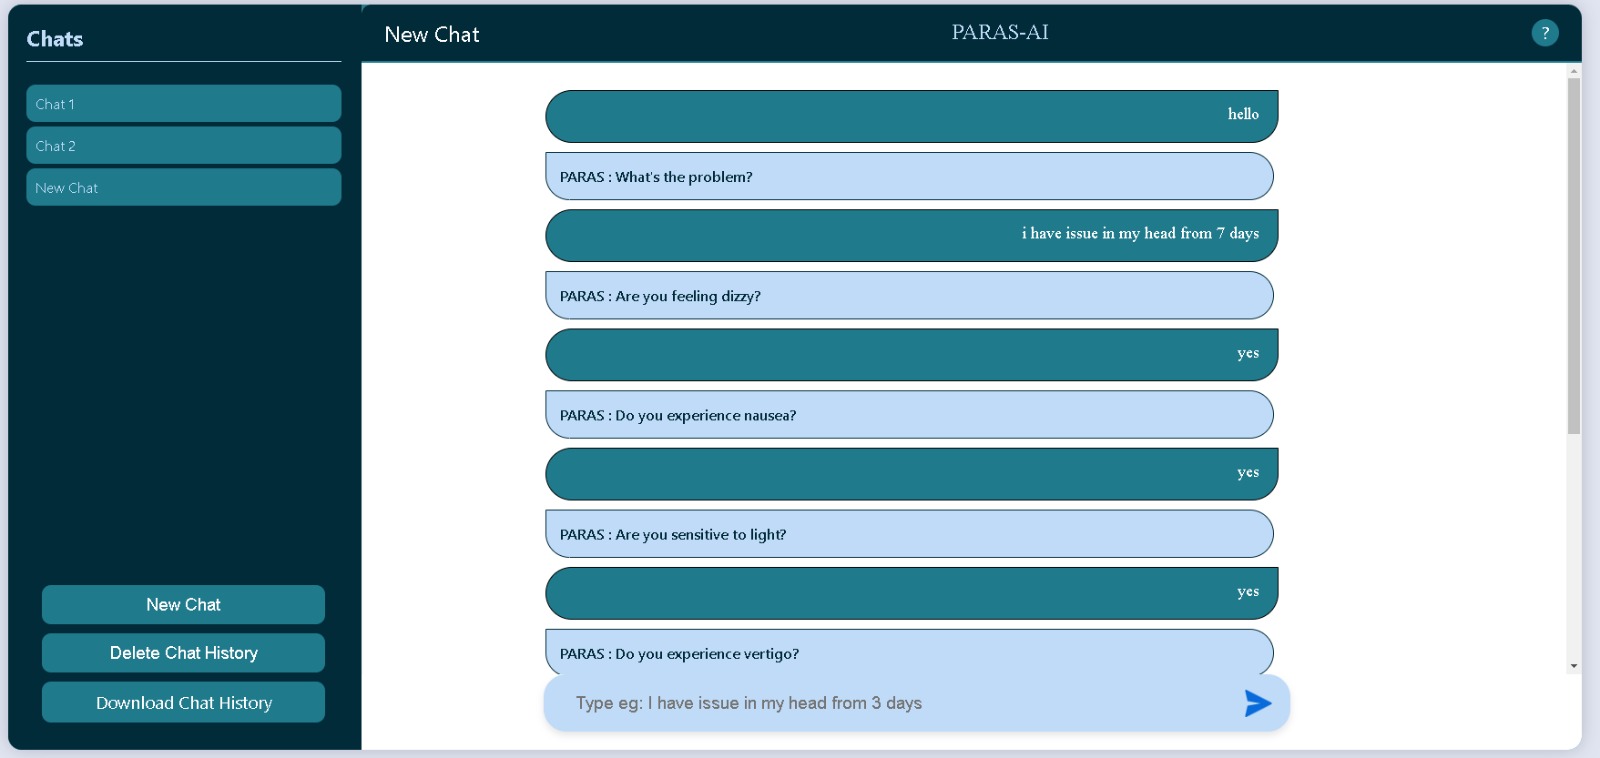 Chats
Chat 1
Chat 2
New Chat
New Chat
Delete Chat History
Download Chat History
New Chat
PARAS-AI
?
hello
PARAS : What's the problem?
i have issue in my head from 7 days
PARAS : Are you feeling dizzy?
yes
PARAS : Do you experience nausea?
yes
PARAS : Are you sensitive to light?
yes
PARAS : Do you experience vertigo?
Type eg: I have issue in my head from 3 days